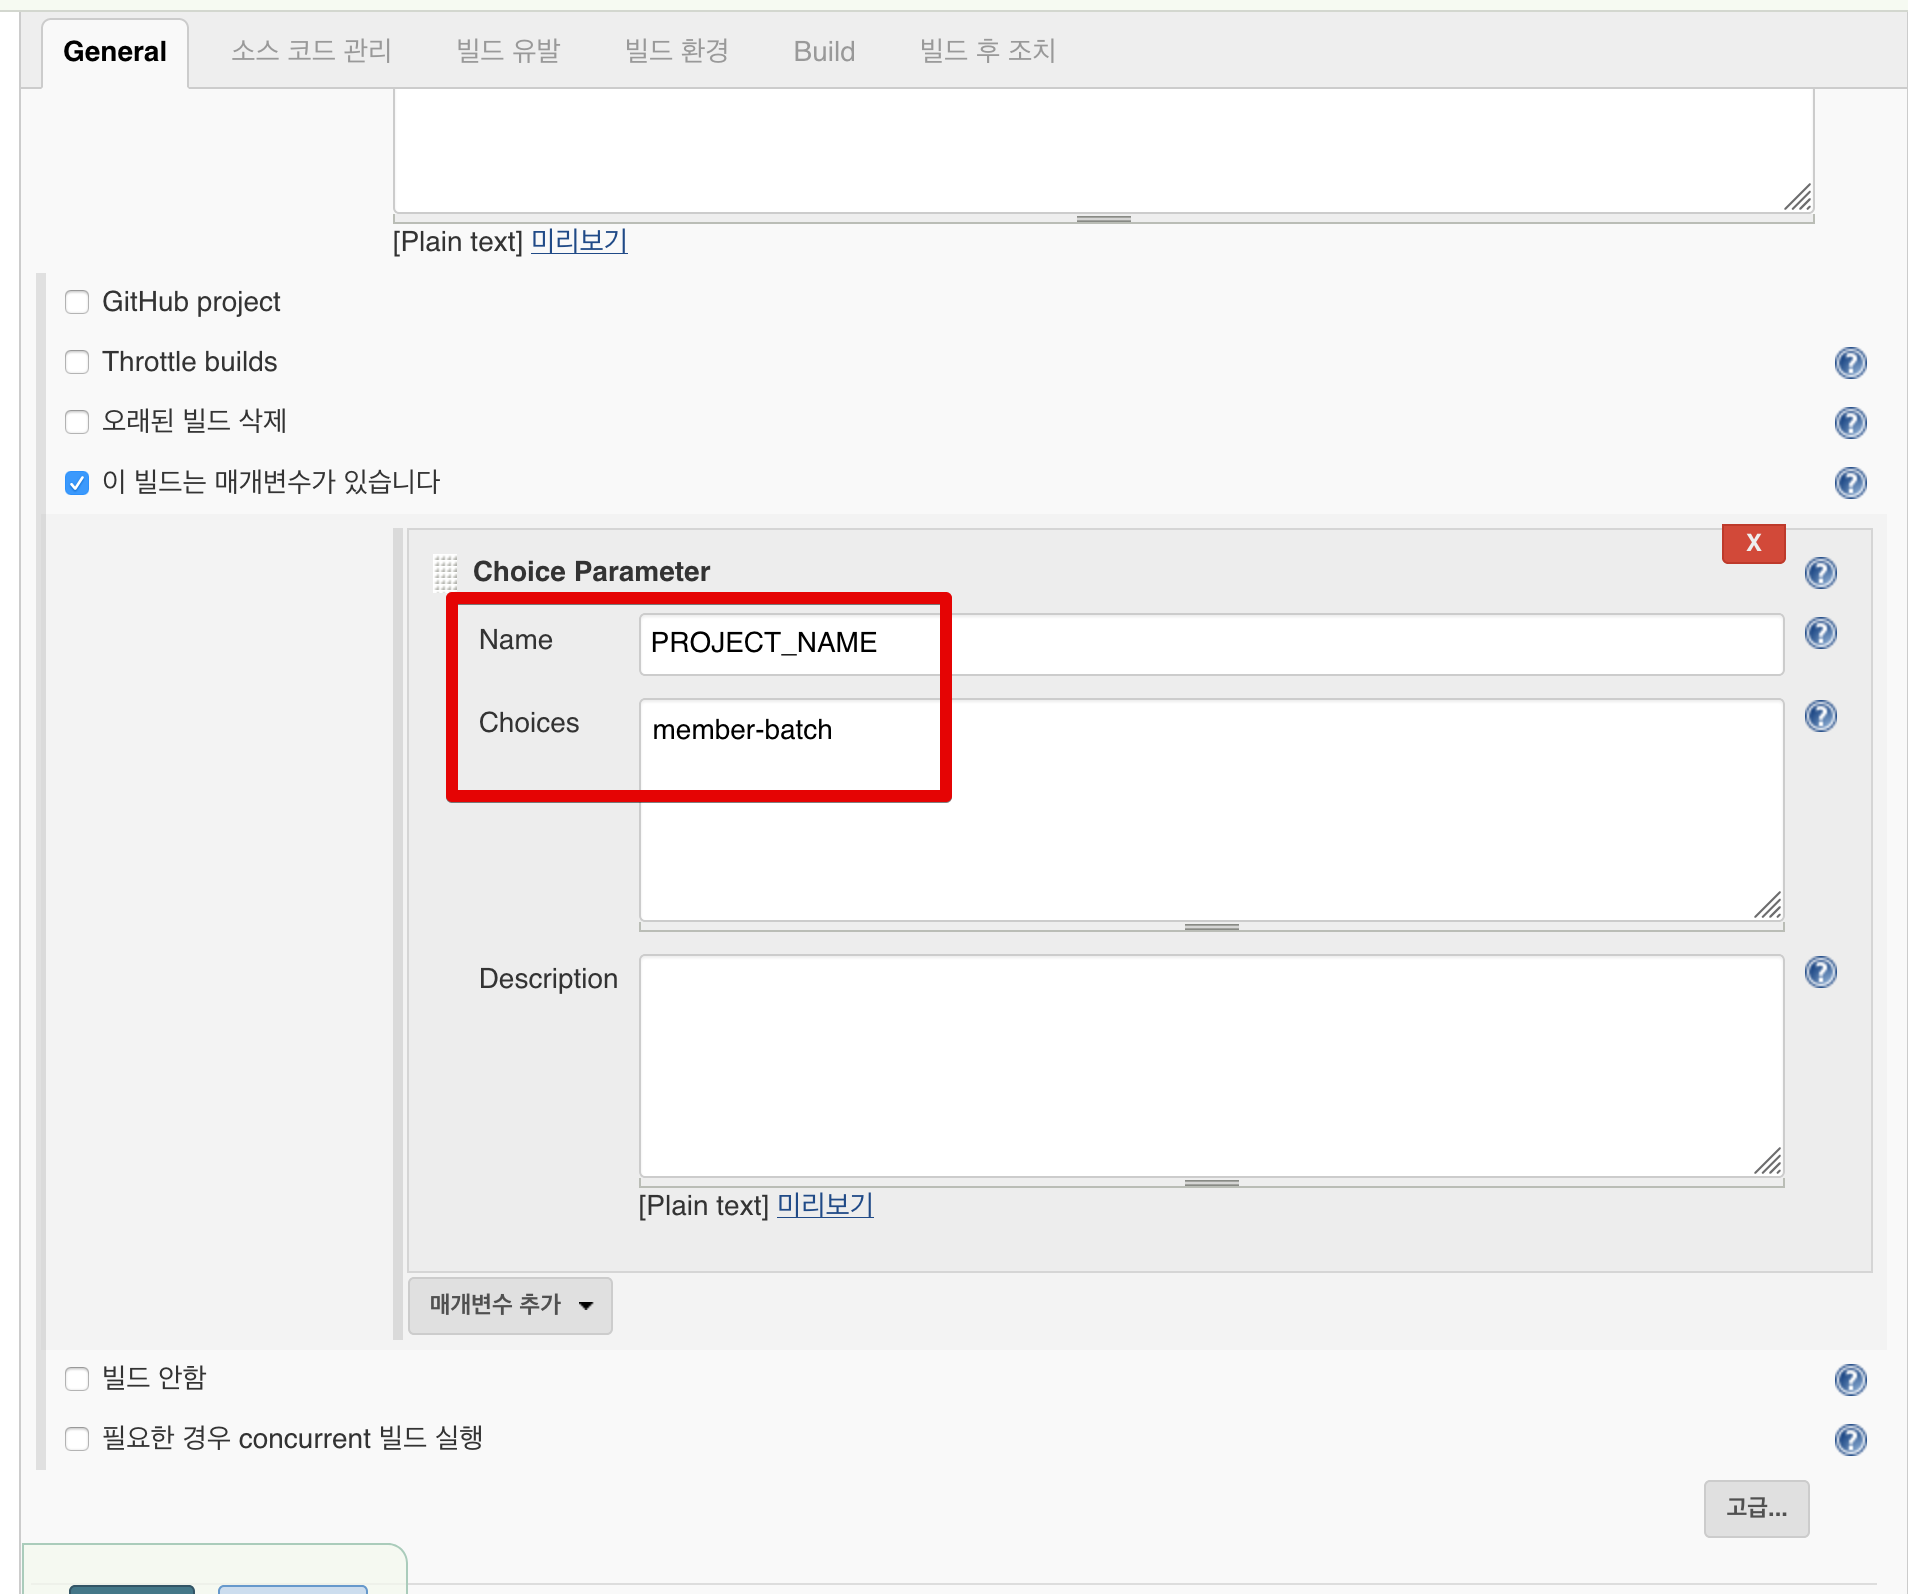 General 소스 코드 관리 빌드 유발 빌드 환경 Build 빌드 후 조치
[Plain text] 미리보기
GitHub project
Throttle builds
오래된 빌드 삭제
이 빌드는 매개변수가 있습니다
X
Choice Parameter
Name PROJECT_NAME
Choices member-batch
Description
[Plain text] 미리보기
매개변수 추가
빌드 안함
필요한 경우 concurrent 빌드 실행
고급...